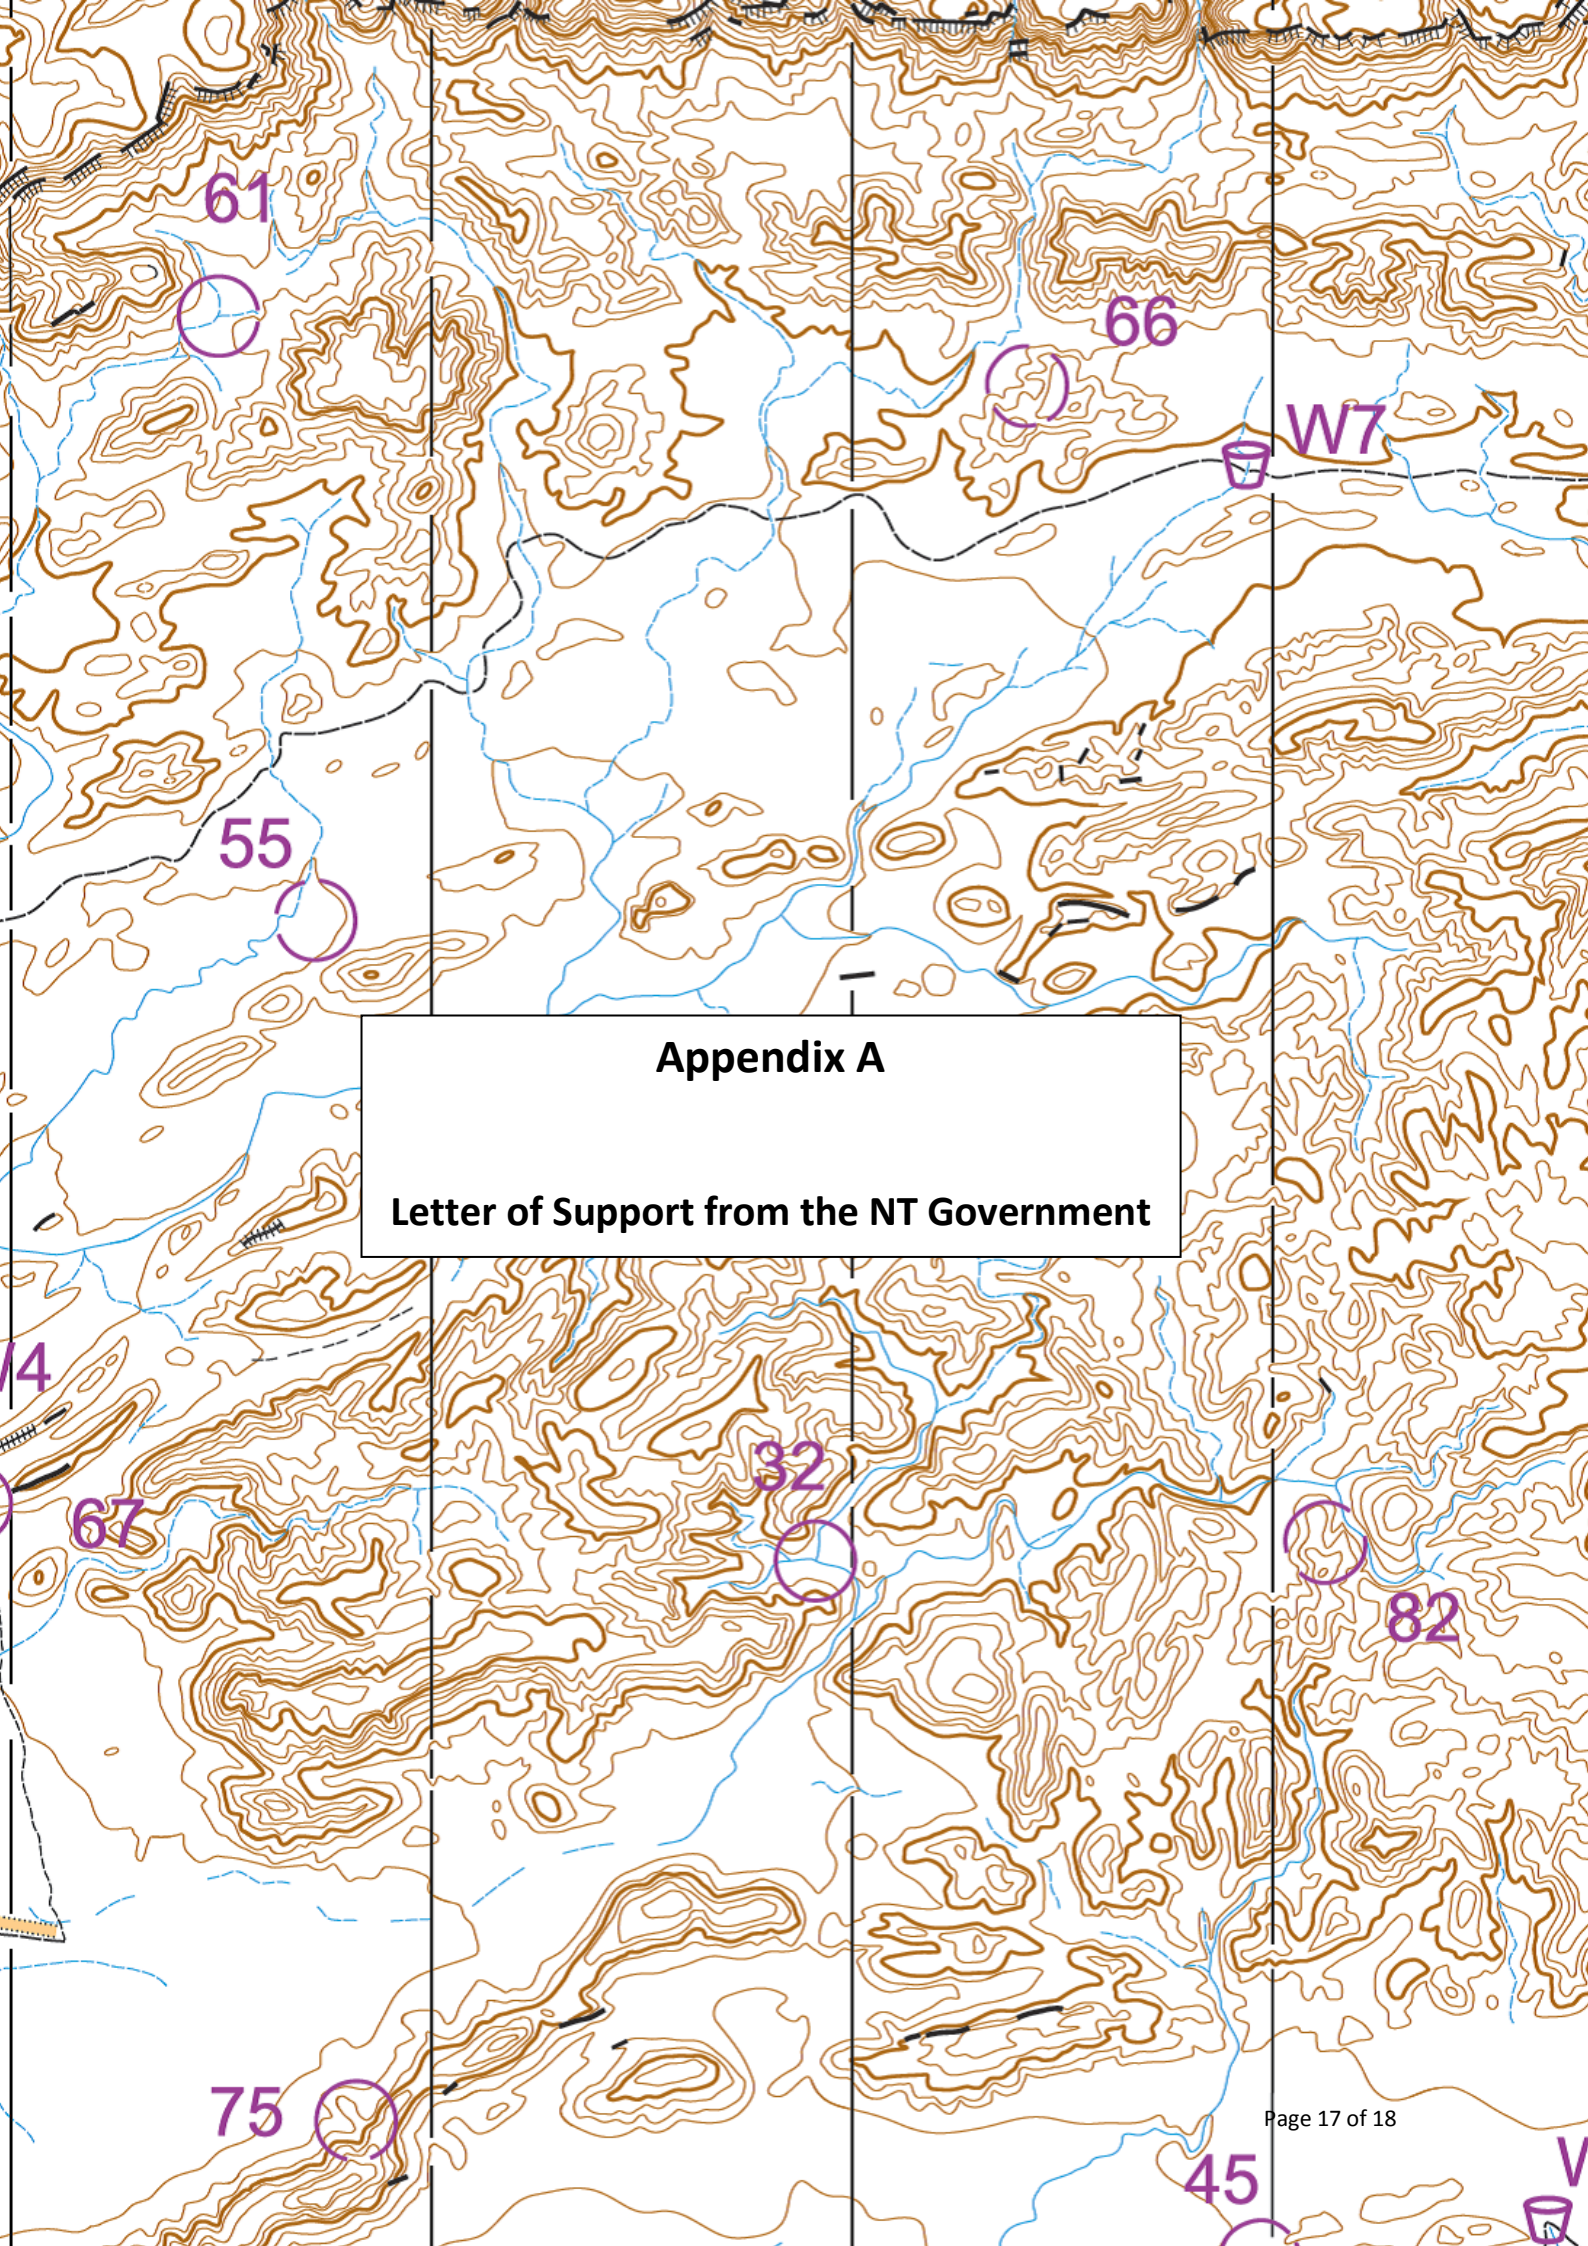 61
66
W7
55
Appendix A
Letter of Support from the NT Government
32
67
82
75
Page 17 of 18
45